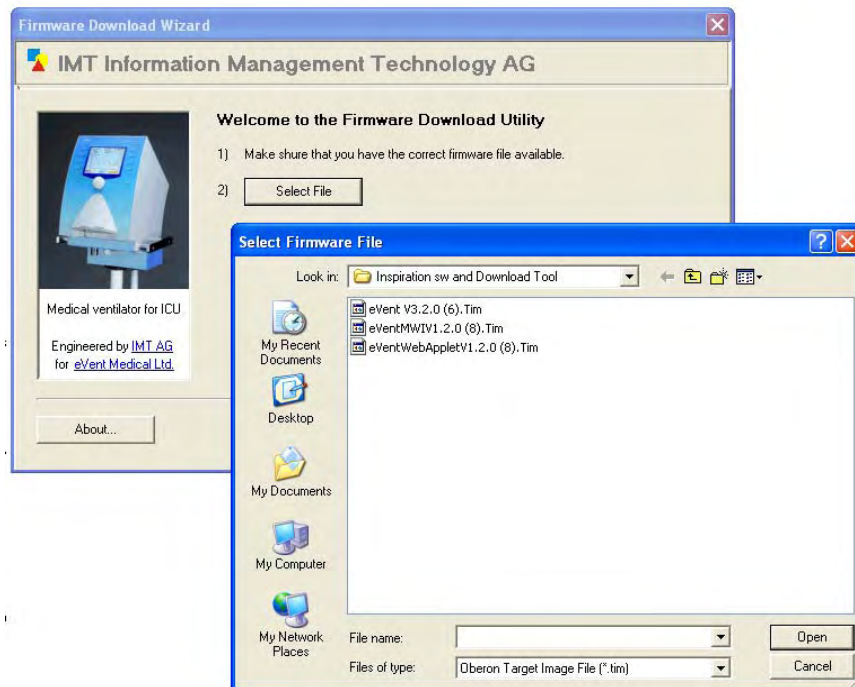 Firmware Download Wizard
IMT Information Management Technology AG
Welcome to the Firmware Download Utility
1) Make shure that you have the correct firmware file available.
2) Select File
Medical ventilator for ICU
Engineered by IMT AG
for eVent Medical Ltd.
About...
Select Firmware File
Look in: Inspiration sw and Download Tool
eVent V3.2.0 (6).Tim
eVentMWIV1.2.0 (8).Tim
eVentWebAppletV1.2.0 (8).Tim
My Recent
Documents
Desktop
My Documents
My Computer
My Network
Places
File name:
Open
Files of type: Oberon Target Image File (*.tim)
Cancel